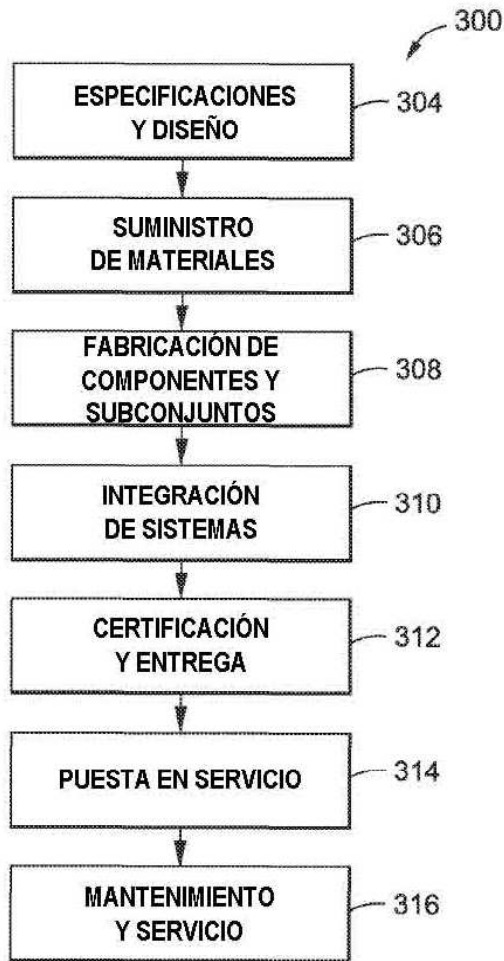 300
ESPECIFICACIONES
Y DISEÑO
304
SUMINISTRO
DE MATERIALES
306
FABRICACIÓN DE
COMPONENTES Y
SUBCONJUNTOS
308
INTEGRACIÓN
DE SISTEMAS
310
CERTIFICACIÓN
Y ENTREGA
312
PUESTA EN SERVICIO
314
MANTENIMIENTO
Y SERVICIO
316